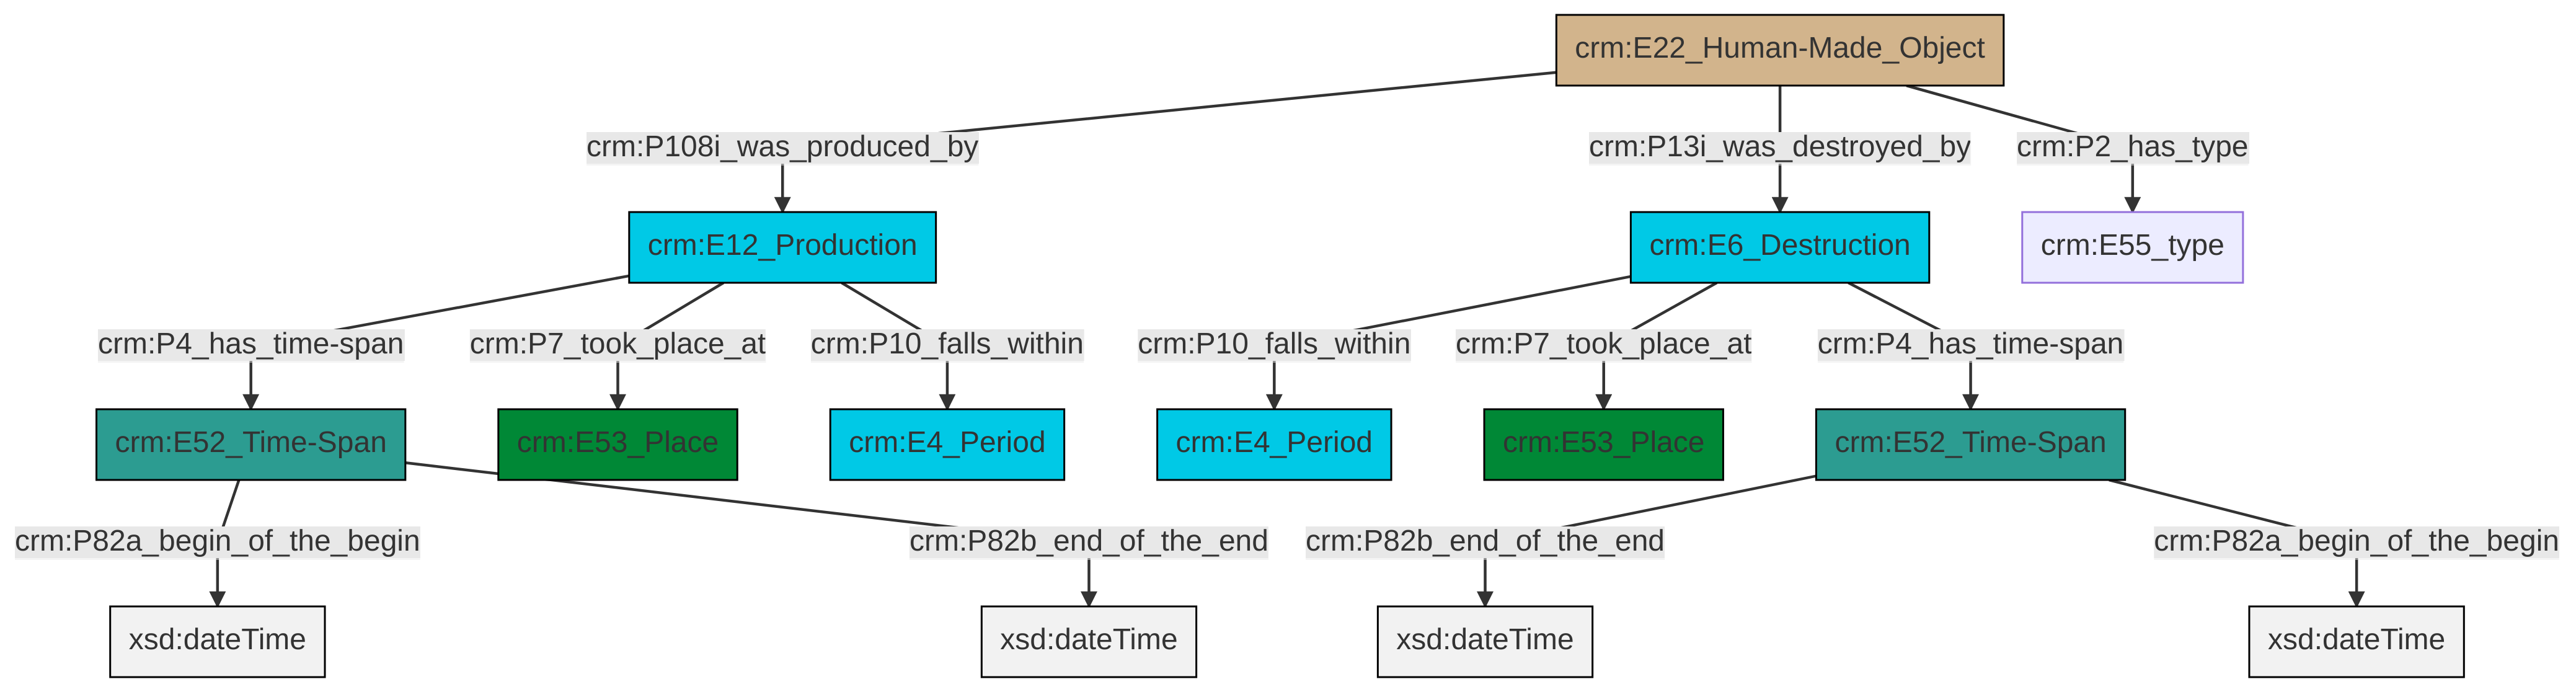 crm:E22_Human-Made_Object
crm:P108i_was_produced_by
crm:P13i_was_destroyed_by
crm:P2_has_type
crm:E12_Production
crm:E6_Destruction
crm:E55_type
crm:P4_has_time-span
crm:P7_took_place_at
crm:P10_falls_within
crm:P10_falls_within
crm:P7_took_place_at
crm:P4_has_time-span
crm:E52_Time-Span
crm:E53_Place
crm:E4_Period
crm:E4_Period
crm:E53_Place
crm:E52_Time-Span
crm:P82a_begin_of_the_begin
crm:P82b_end_of_the_end
crm:P82b_end_of_the_end
crm:P82a_begin_of_the_begin
xsd:dateTime
xsd:dateTime
xsd:dateTime
xsd:dateTime